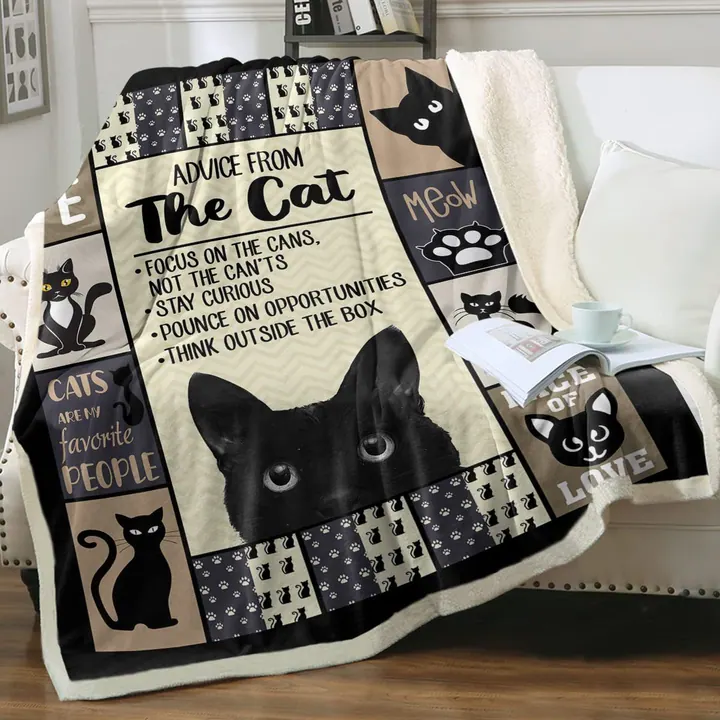 ADVICE FROM
The Cat
• FOCUS ON THE CANS,
NOT THE CAN'TS
• STAY CURIOUS
• POUNCE ON OPPORTUNITIES
• THINK OUTSIDE THE BOX
MEOW
CATS
ARE MY
favorite
PEOPLE
OF
LOVE